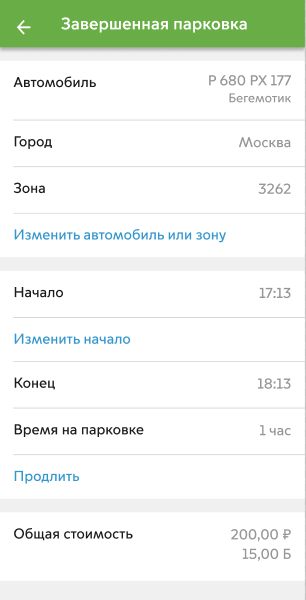 Завершенная парковка
Автомобиль
Р 680 РХ 177
Бегемотик
Город
Москва
Зона
3262
Изменить автомобиль или зону
Начало
17:13
Изменить начало
Конец
18:13
Время на парковке
1 час
Продлить
Общая стоимость
200,00 ₽
15,00 Б